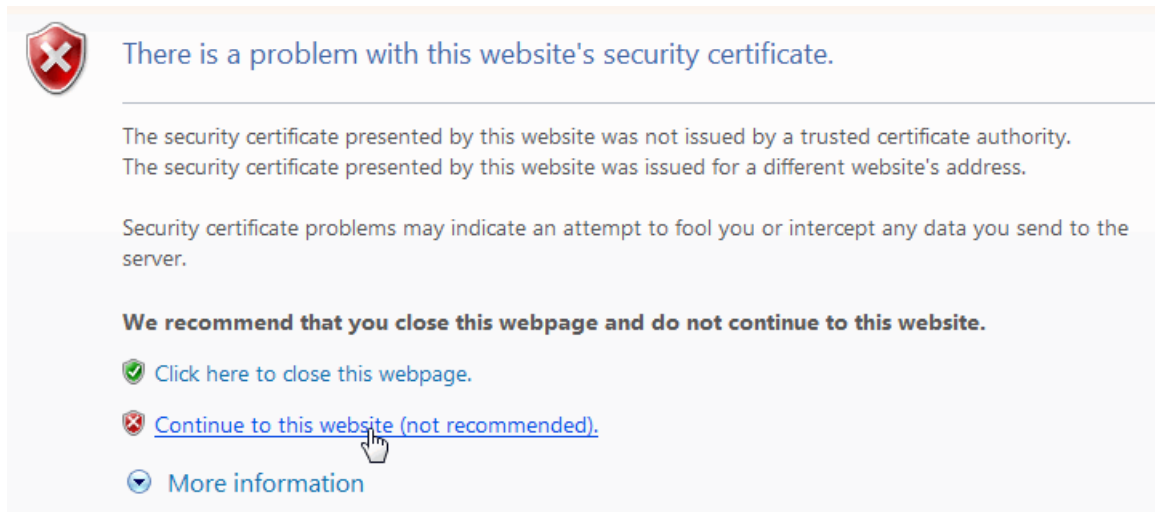 There is a problem with this website's security certificate.
The security certificate presented by this website was not issued by a trusted certificate authority.
The security certificate presented by this website was issued for a different website's address.
Security certificate problems may indicate an attempt to fool you or intercept any data you send to the
server.
We recommend that you close this webpage and do not continue to this website.
Click here to close this webpage.
Continue to this website (not recommended).
More information